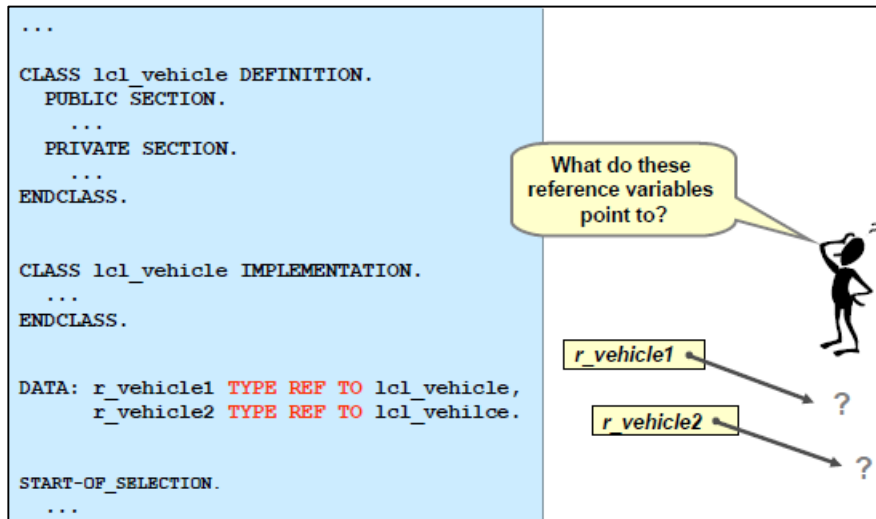 ...
CLASS lcl_vehicle DEFINITION.
PUBLIC SECTION.
...
PRIVATE SECTION.
...
ENDCLASS.
CLASS lcl_vehicle IMPLEMENTATION.
...
ENDCLASS.
DATA: r_vehicle1 TYPE REF TO lcl_vehicle,
r_vehicle2 TYPE REF TO lcl_vehilce.
START-OF_SELECTION.
...
What do these
reference variables
point to?
r_vehicle1
?
r_vehicle2
?